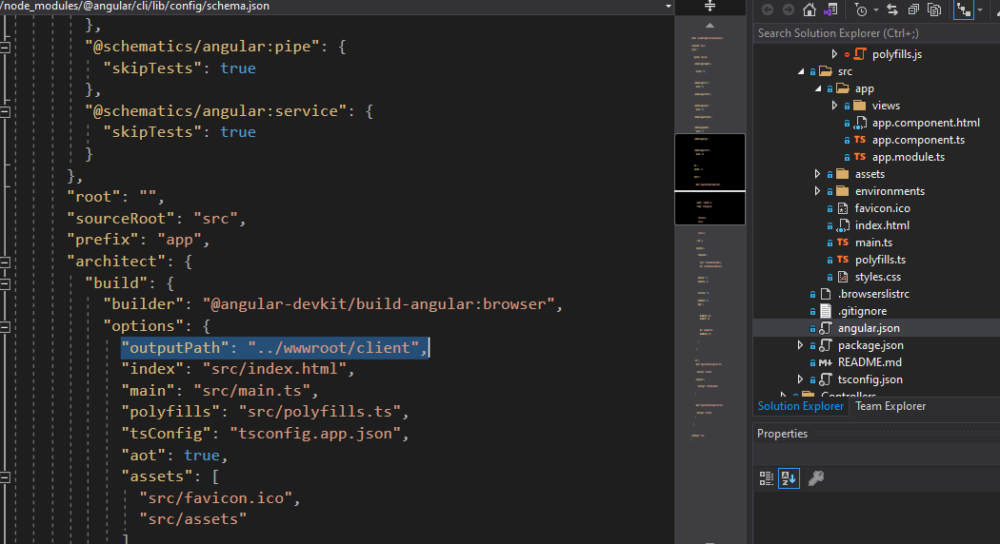 /node_modules/@angular/cli/lib/config/schema.json
},
"@schematics/angular:pipe": {
"skipTests": true
},
"@schematics/angular:service": {
"skipTests": true
}
},
"root": "",
"sourceRoot": "src",
"prefix": "app",
"architect": {
"build": {
"builder": "@angular-devkit/build-angular:browser",
"options": {
"outputPath": "../wwwroot/client",
"index": "src/index.html",
"main": "src/main.ts",
"polyfills": "src/polyfills.ts",
"tsConfig": "tsconfig.app.json",
"aot": true,
"assets": [
"src/favicon.ico",
"src/assets"
]
Search Solution Explorer (Ctrl+;)
polyfills.js
src
app
views
app.component.html
TS app.component.ts
TS app.module.ts
assets
environments
favicon.ico
index.html
TS main.ts
TS polyfills.ts
styles.css
.browserslistrc
.gitignore
angular.json
package.json
M README.md
tsconfig.json
Controllers
Solution Explorer Team Explorer
Properties